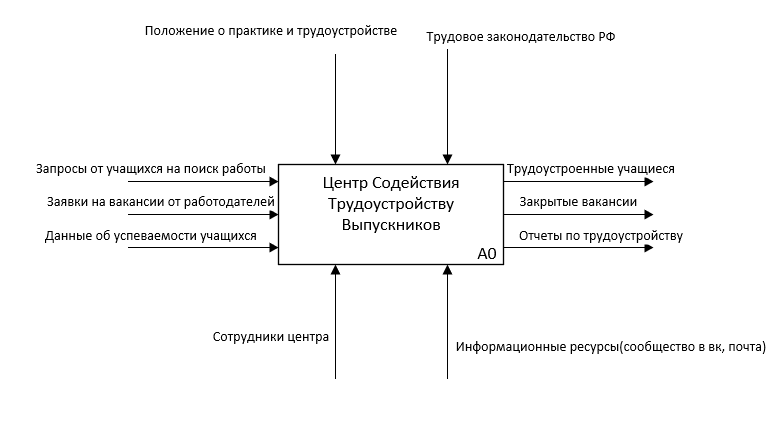 Положение о практике и трудоустройстве
Трудовое законодательство РФ
Запросы от учащихся на поиск работы
Заявки на вакансии от работодателей
Данные об успеваемости учащихся
Центр Содействия
Трудоустройству
Выпускников
A0
Трудоустроенные учащиеся
Закрытые вакансии
Отчеты по трудоустройству
Сотрудники центра
Информационные ресурсы(сообщество в вк, почта)